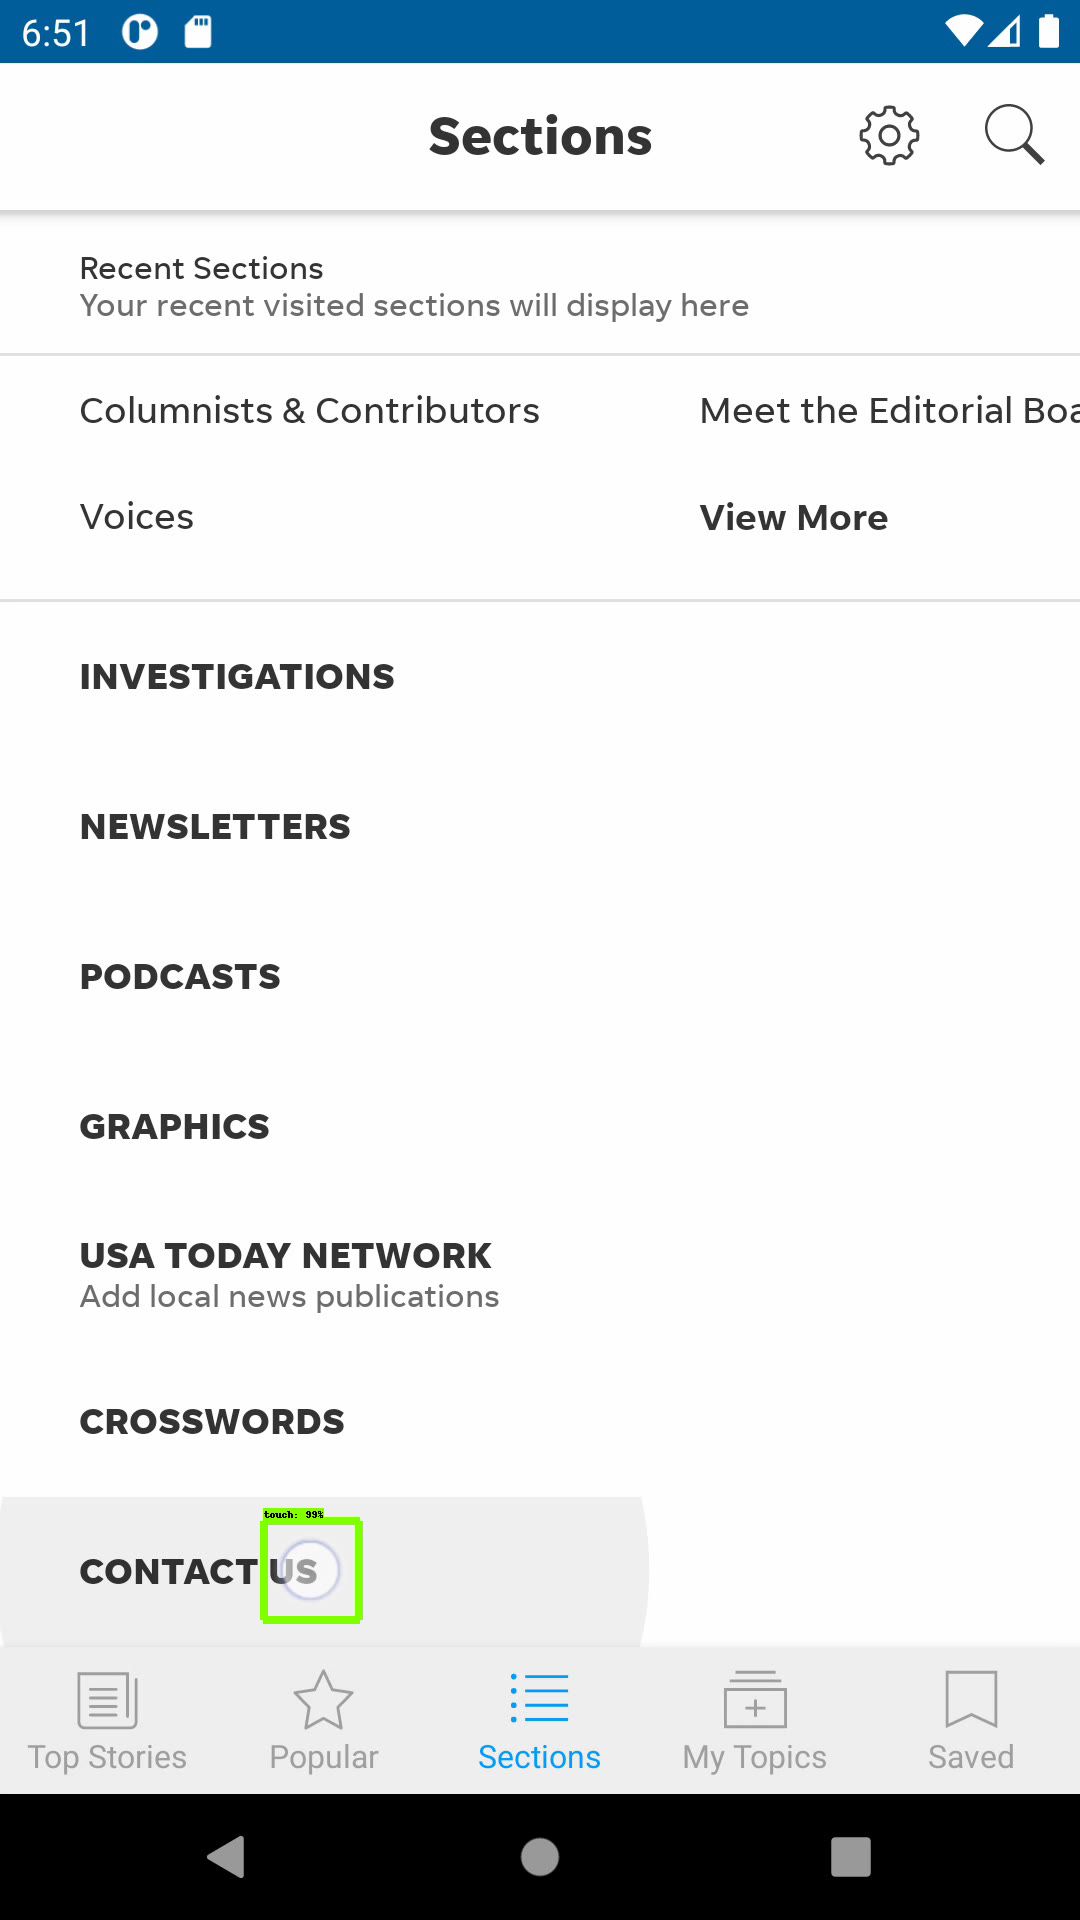 6:51
Sections
Recent Sections
Your recent visited sections will display here
Columnists & Contributors
Meet the Editorial Boa
Voices
View More
INVESTIGATIONS
NEWSLETTERS
PODCASTS
GRAPHICS
USA TODAY NETWORK
Add local news publications
CROSSWORDS
touch: 99%
CONTACT US
Top Stories
Popular
Sections
My Topics
Saved